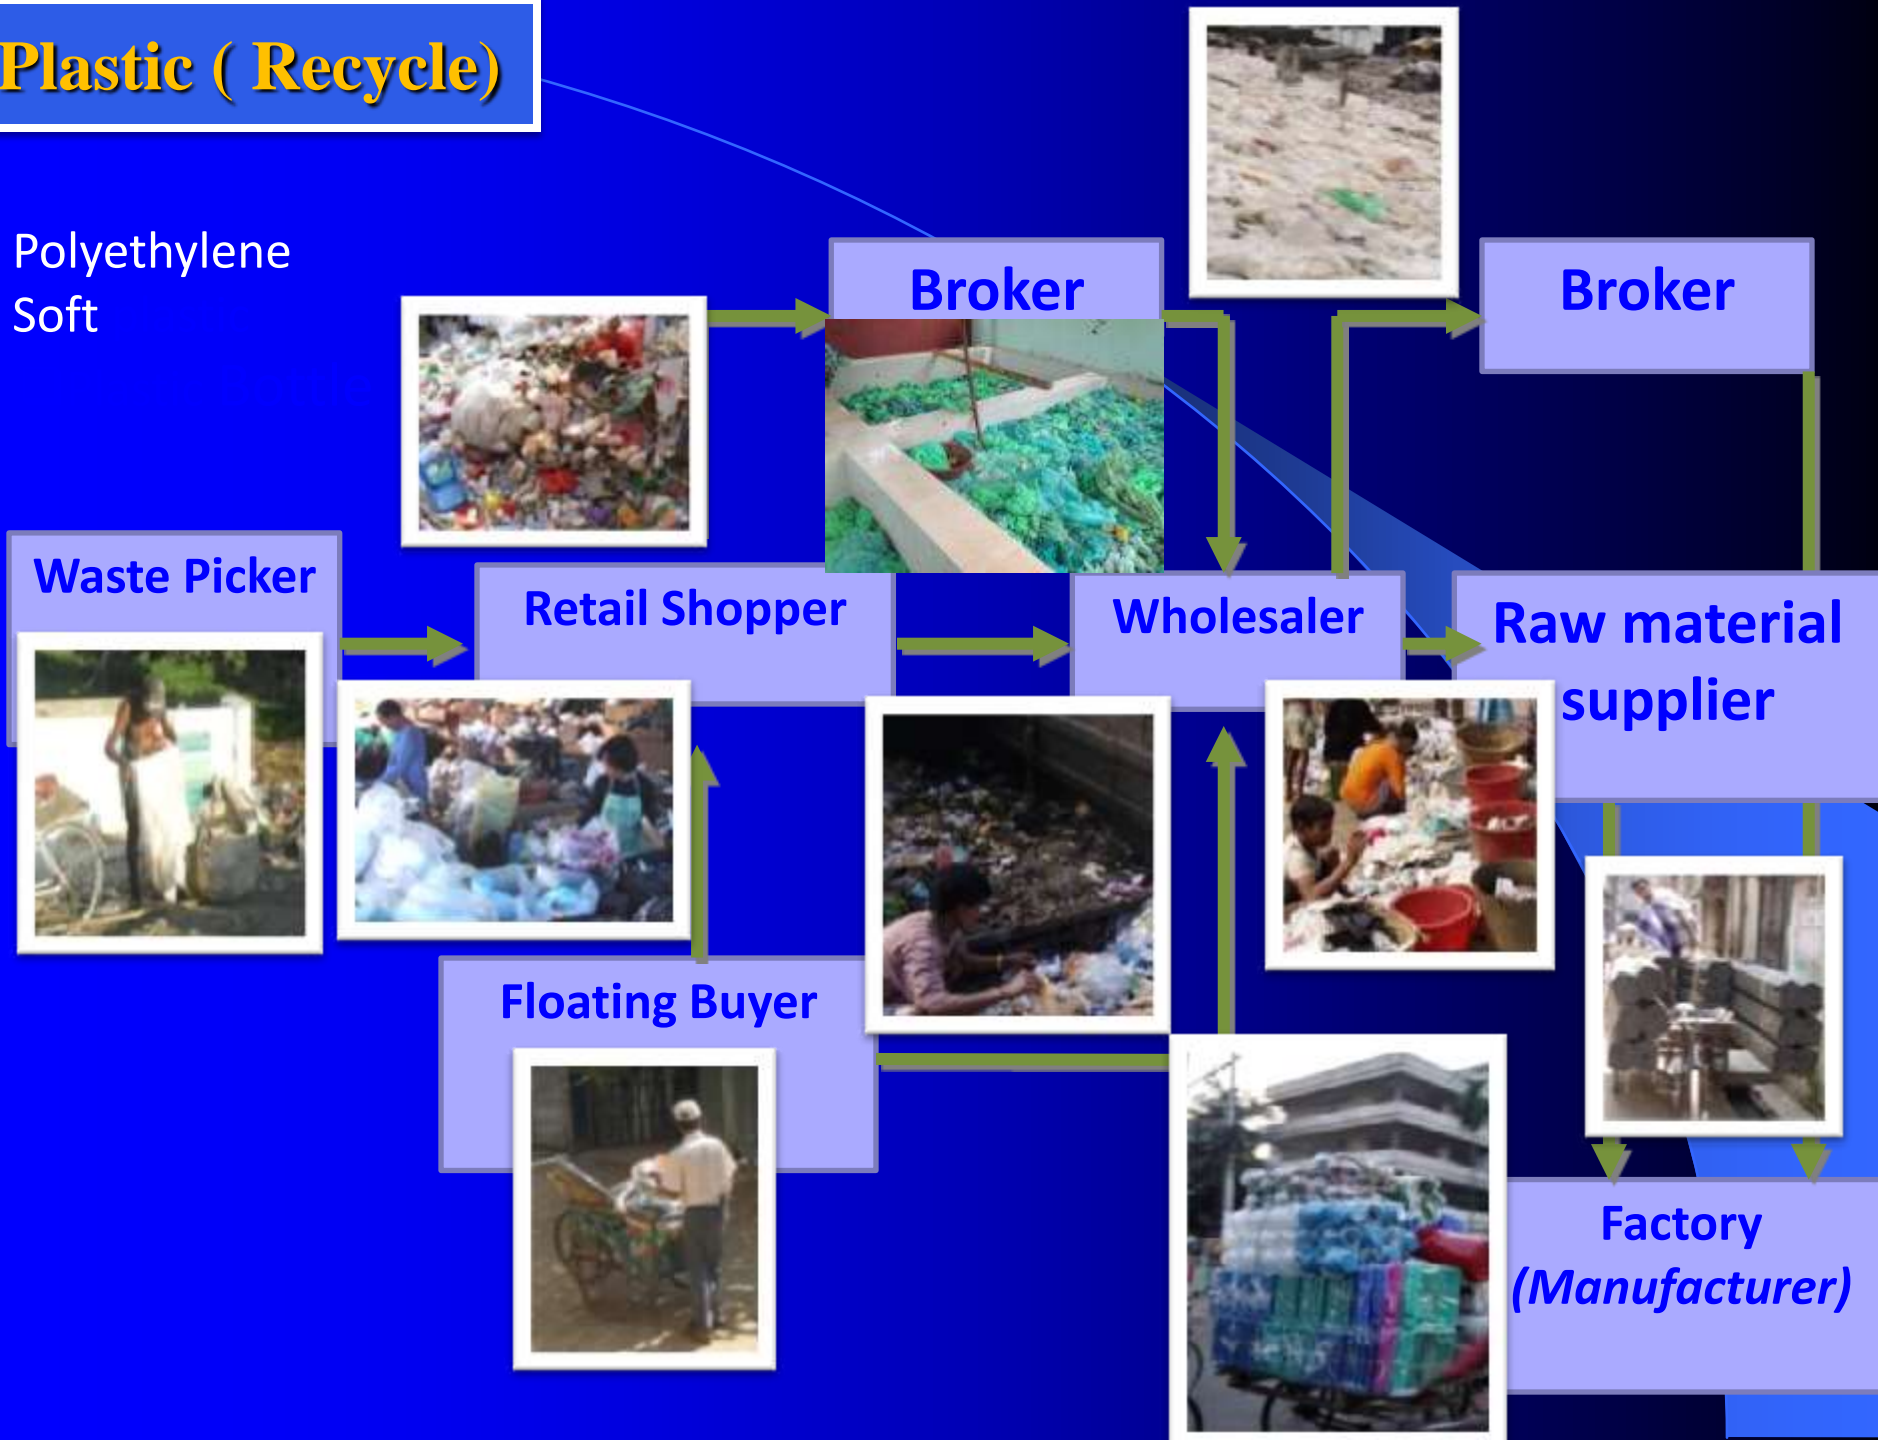 Plastic ( Recycle)
Polyethylene
Soft
Broker
Broker
Waste Picker
Retail Shopper
Wholesaler
Raw material
supplier
Floating Buyer
Factory
(Manufacturer)